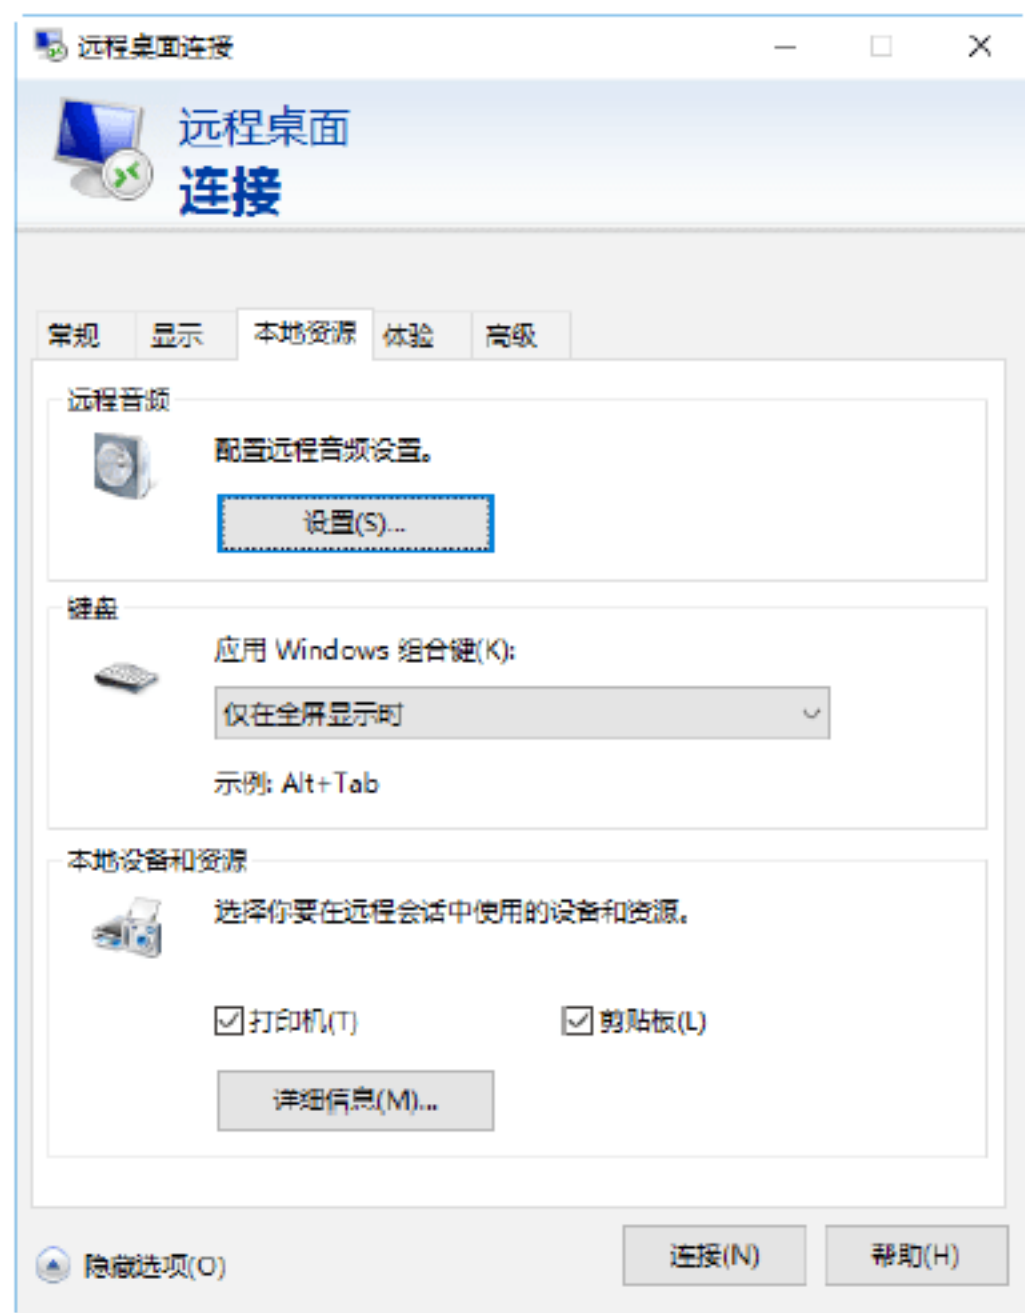 远程桌面连接
远程桌面
连接
常规 显示 本地资源 体验 高级
远程音频
配置远程音频设置。
设置(S)...
键盘
应用 Windows 组合键(K):
仅在全屏显示时
示例: Alt+Tab
本地设备和资源
选择你要在远程会话中使用的设备和资源。
打印机(T) 剪贴板(L)
详细信息(M)...
隐藏选项(O) 连接(N) 帮助(H)